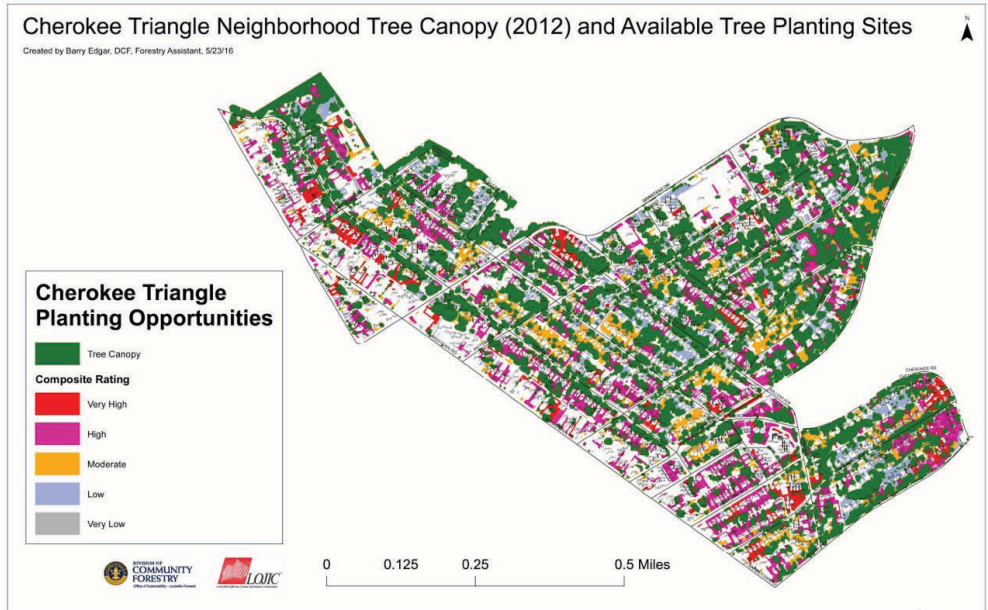 Cherokee Triangle Neighborhood Tree Canopy (2012) and Available Tree Planting Sites
Created by Barry Edgar, DCF, Forestry Assistant, 5/23/16
N
CHEROKEE RD
Cherokee Triangle
Planting Opportunities
Tree Canopy
Composite Rating
Very High
High
Moderate
Low
Very Low
DIVISION OF
COMMUNITY
FORESTRY
LOJIC
0 0.125 0.25 0.5 Miles